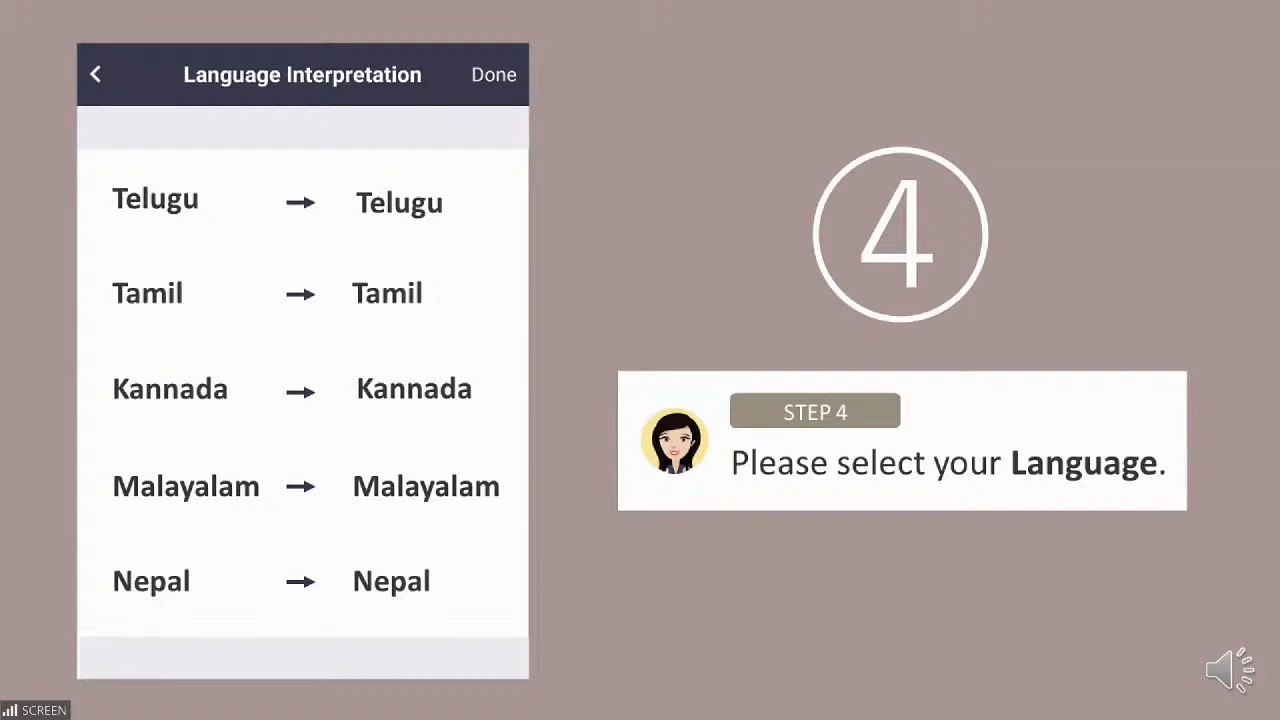 Language Interpretation Done
Telugu → Telugu
Tamil → Tamil
Kannada → Kannada
Malayalam → Malayalam
Nepal → Nepal
4
STEP 4
Please select your Language.
SCREEN